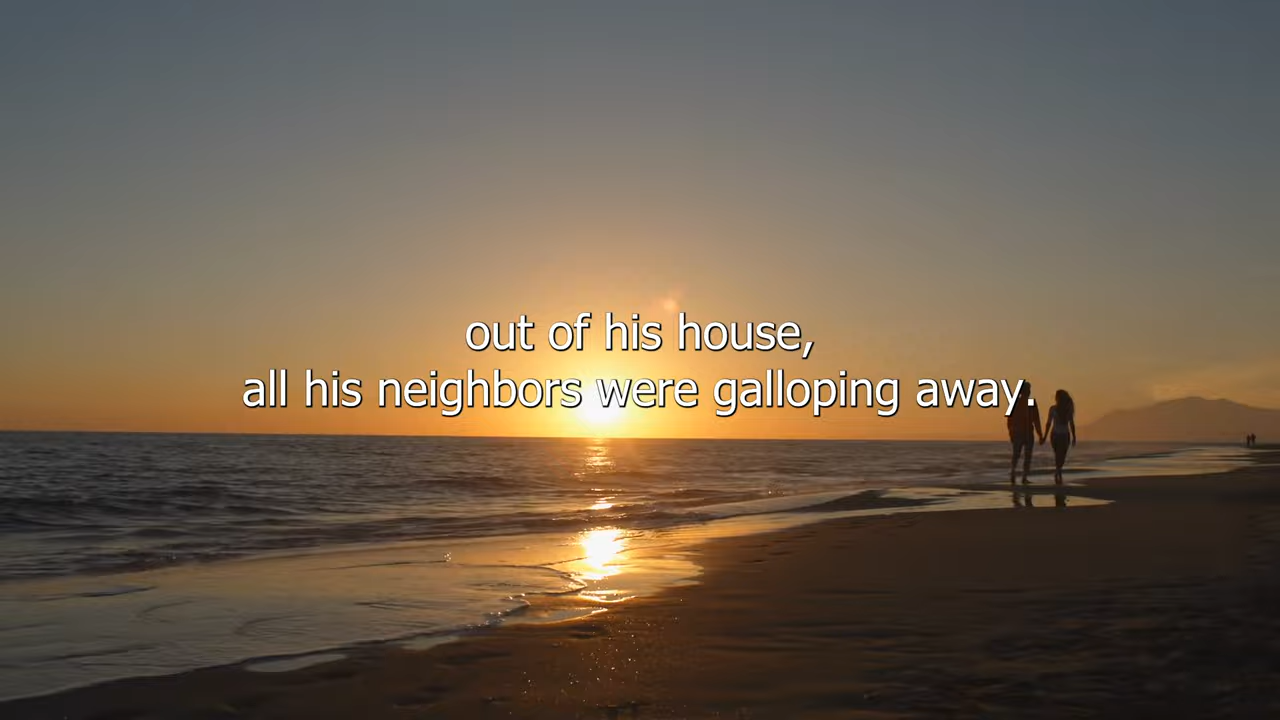 out of his house,
all his neighbors were galloping away.